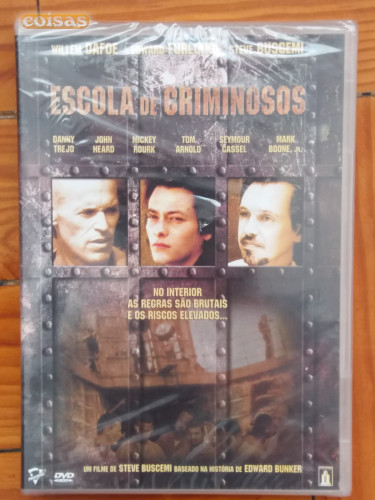 coisas
WILLEM DAFOE EDWARD FURLONG STEVE BUSCEMI
ESCOLA DE CRIMINOSOS
DANNY TREJO JOHN HEARD MICKEY ROURK TOM ARNOLD SEYMOUR CASSEL MARK BOONE, Jr.
NO INTERIOR
AS REGRAS SÃO BRUTAIS
E OS RISCOS ELEVADOS...
DVD
UM FILME DE STEVE BUSCEMI BASEADO NA HISTÓRIA DE EDWARD BUNKER